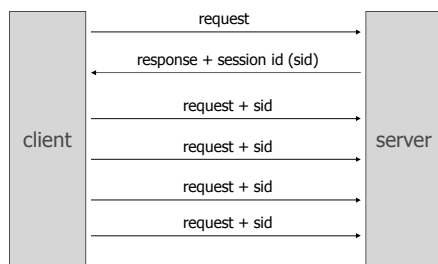 request
response + session id (sid)
request + sid
client
request + sid
server
request + sid
request + sid